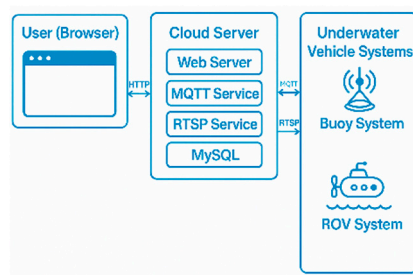 User (Browser)
HTTP
Cloud Server
Web Server
MQTT Service
RTSP Service
MySQL
MQTT
RTSP
Underwater
Vehicle Systems
Buoy System
ROV System